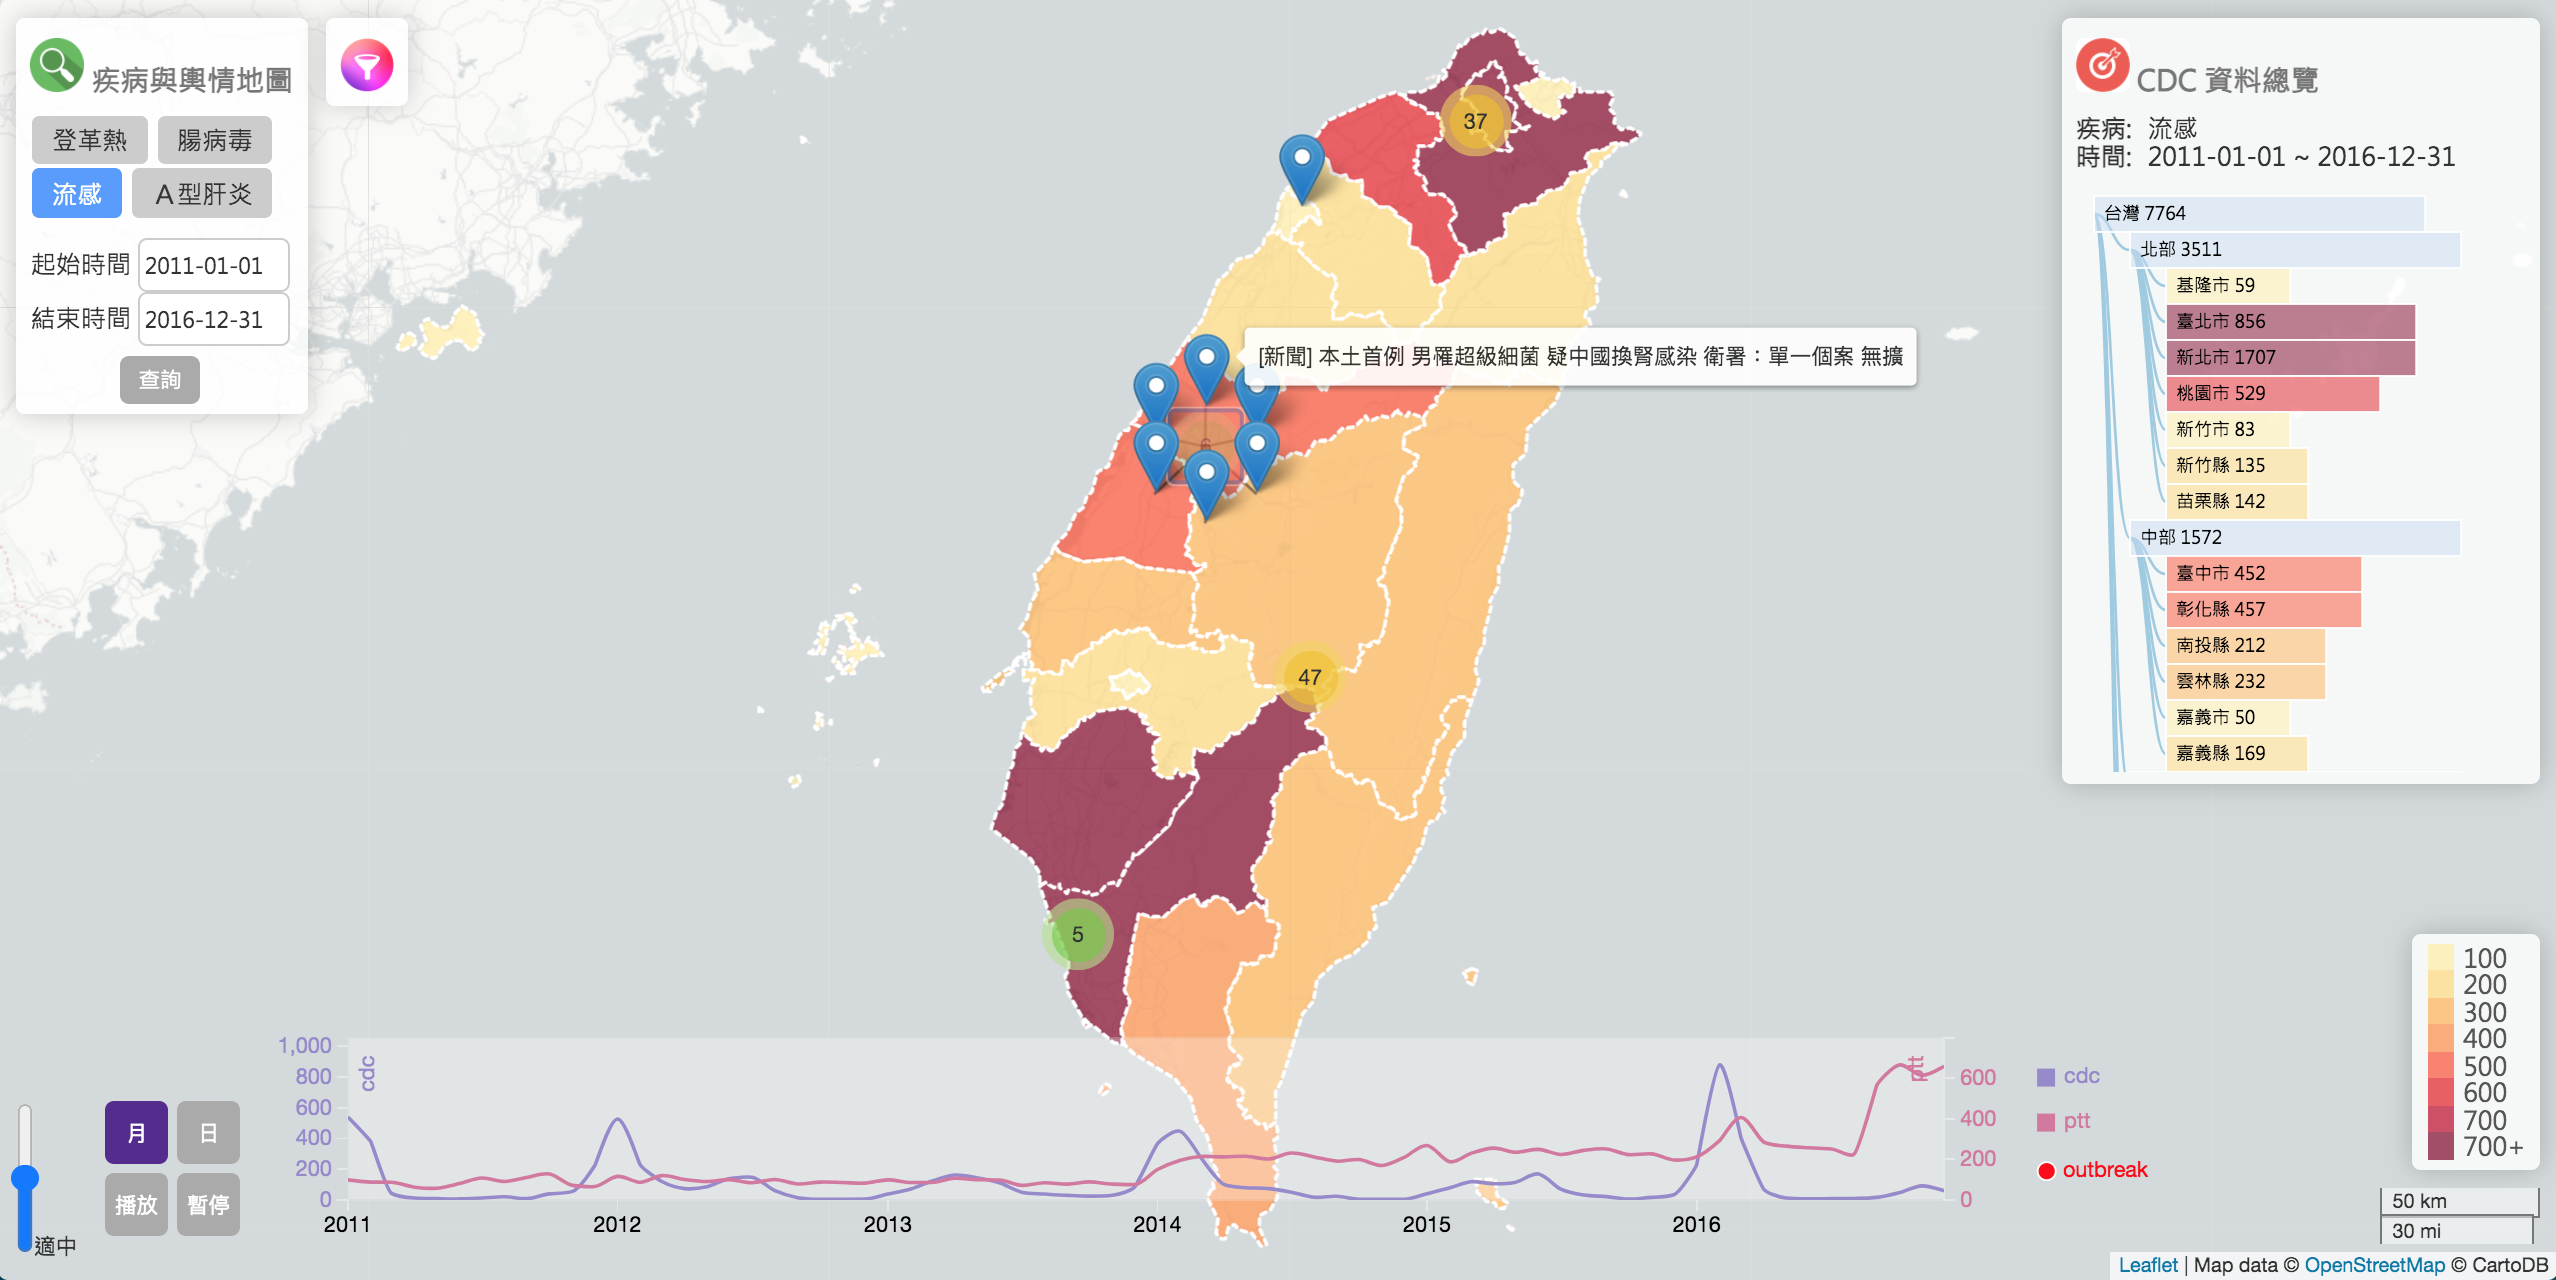 疾病與輿情地圖
登革熱 腸病毒
流感 A型肝炎
起始時間 2011-01-01
結束時間 2016-12-31
查詢
37
[新聞] 本土首例 男罹超級細菌 疑中國換腎感染 衛署：單一個案 無擴
6
47
5
CDC 資料總覽
疾病: 流感
時間: 2011-01-01 ~ 2016-12-31
台灣 7764
北部 3511
基隆市 59
臺北市 856
新北市 1707
桃園市 529
新竹市 83
新竹縣 135
苗栗縣 142
中部 1572
臺中市 452
彰化縣 457
南投縣 212
雲林縣 232
嘉義市 50
嘉義縣 169
100
200
300
400
500
600
700
700+
月 日
播放 暫停
適中
1,000
800
600
400
200
0
cdc
2011 2012 2013 2014 2015 2016
ptt
600
400
200
0
cdc
ptt
outbreak
50 km
30 mi
Leaflet | Map data © OpenStreetMap © CartoDB